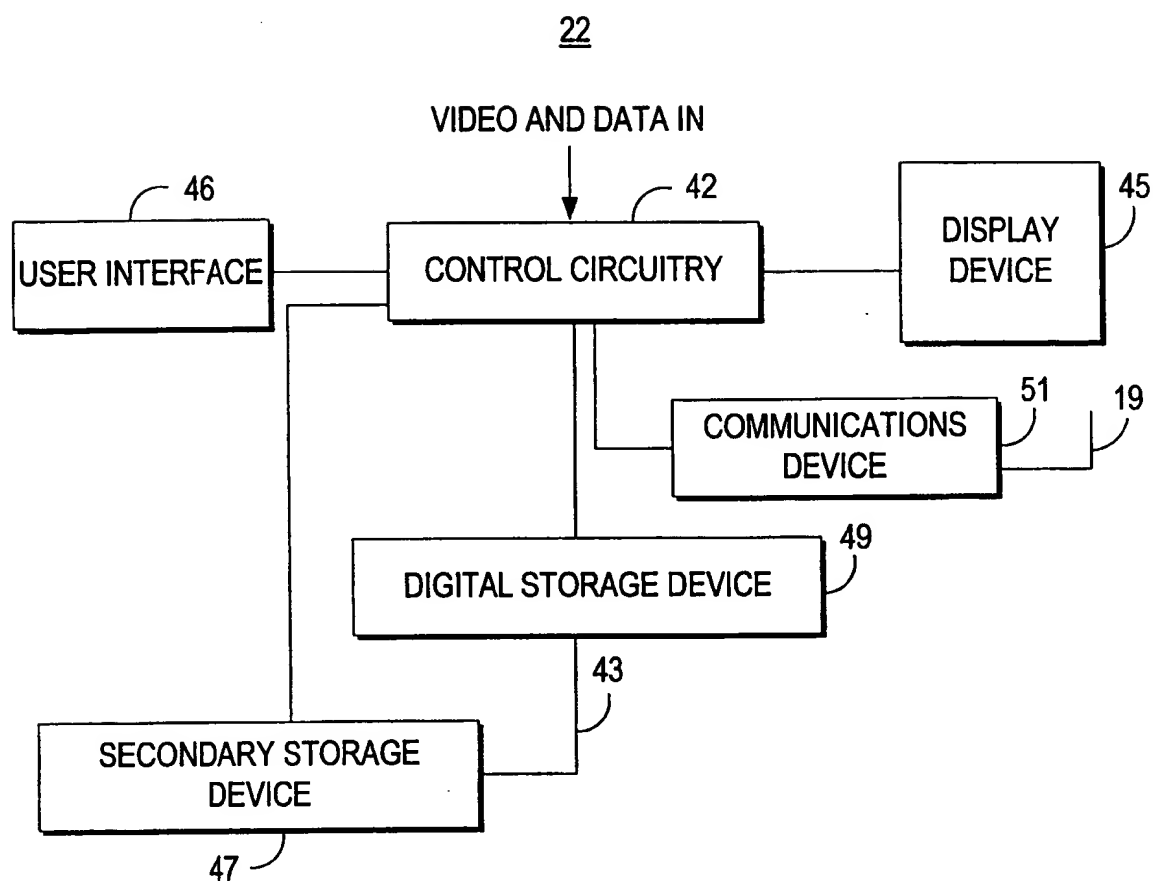 22
VIDEO AND DATA IN
46
42
45
USER INTERFACE
CONTROL CIRCUITRY
DISPLAY
DEVICE
51
19
COMMUNICATIONS
DEVICE
49
DIGITAL STORAGE DEVICE
43
SECONDARY STORAGE
DEVICE
47